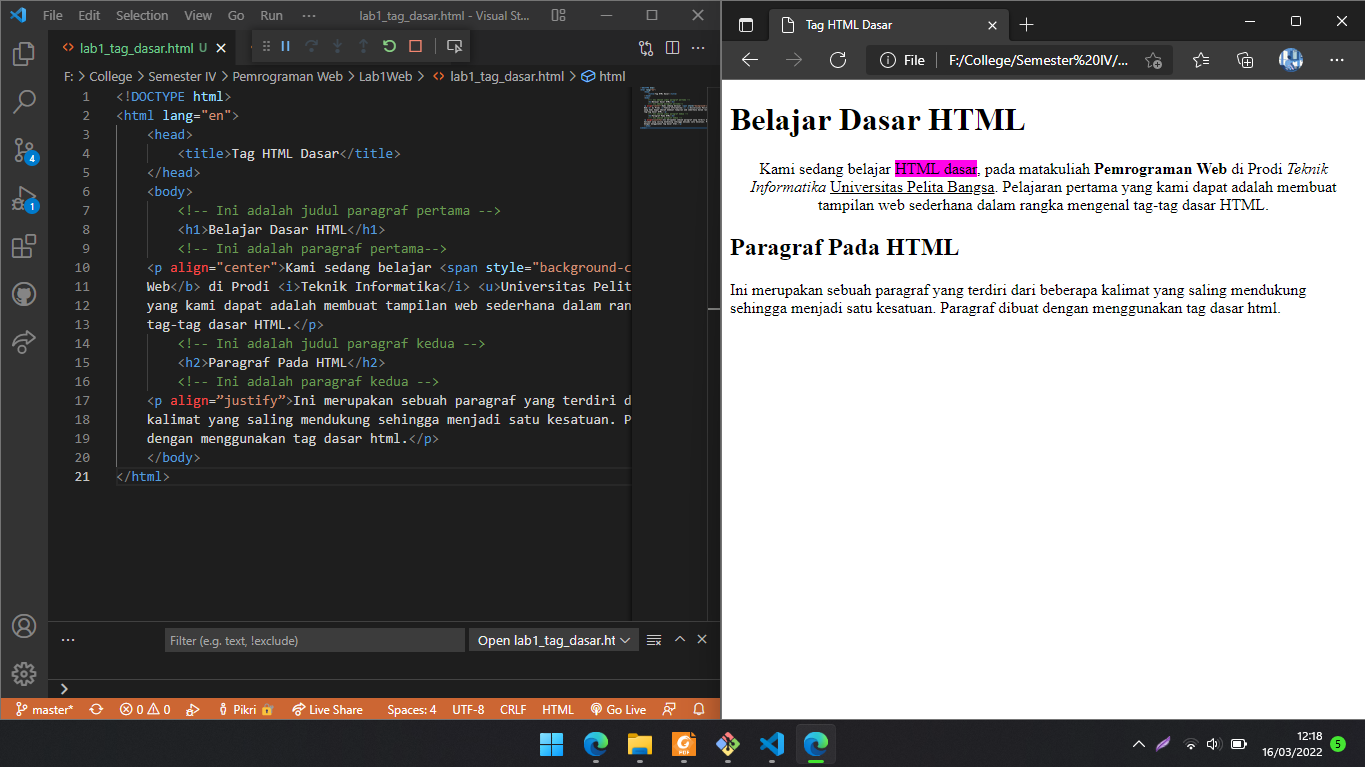 File Edit Selection View Go Run ··· lab1_tag_dasar.html - Visual St...
lab1_tag_dasar.html U
F: > College > Semester IV > Pemrograman Web > Lab1Web > lab1_tag_dasar.html > html
1 <!DOCTYPE html>
2 <html lang="en">
3 <head>
4 <title>Tag HTML Dasar</title>
5 </head>
6 <body>
7 <!-- Ini adalah judul paragraf pertama -->
8 <h1>Belajar Dasar HTML</h1>
9 <!-- Ini adalah paragraf pertama-->
10 <p align="center">Kami sedang belajar <span style="background-c
11 Web</b> di Prodi <i>Teknik Informatika</i> <u>Universitas Pelit
12 yang kami dapat adalah membuat tampilan web sederhana dalam ran
13 tag-tag dasar HTML.</p>
14 <!-- Ini adalah judul paragraf kedua -->
15 <h2>Paragraf Pada HTML</h2>
16 <!-- Ini adalah paragraf kedua -->
17 <p align=”justify”>Ini merupakan sebuah paragraf yang terdiri d
18 kalimat yang saling mendukung sehingga menjadi satu kesatuan. P
19 dengan menggunakan tag dasar html.</p>
20 </body>
21 </html>
4
1
··· Filter (e.g. text, !exclude) Open lab1_tag_dasar.ht
master* 0 0 Pikri Live Share Spaces: 4 UTF-8 CRLF HTML Go Live
Tag HTML Dasar
File F:/College/Semester%20IV/...
Belajar Dasar HTML
Kami sedang belajar HTML dasar, pada matakuliah Pemrograman Web di Prodi Teknik
Informatika Universitas Pelita Bangsa. Pelajaran pertama yang kami dapat adalah membuat
tampilan web sederhana dalam rangka mengenal tag-tag dasar HTML.
Paragraf Pada HTML
Ini merupakan sebuah paragraf yang terdiri dari beberapa kalimat yang saling mendukung
sehingga menjadi satu kesatuan. Paragraf dibuat dengan menggunakan tag dasar html.
PDF
12:18
16/03/2022
5